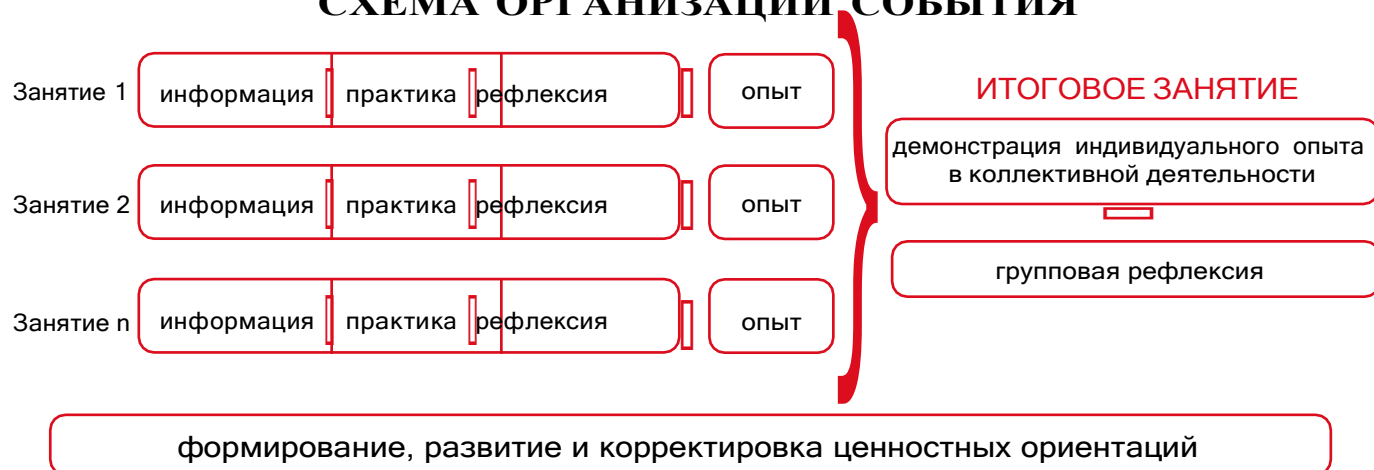 СХЕМА ОРГАНИЗАЦИИ СОБЫТИЯ
Занятие 1 информация практика рефлексия опыт
ИТОГОВОЕ ЗАНЯТИЕ
демонстрация индивидуального опыта
в коллективной деятельности
Занятие 2 информация практика рефлексия опыт
групповая рефлексия
Занятие n информация практика рефлексия опыт
формирование, развитие и корректировка ценностных ориентаций